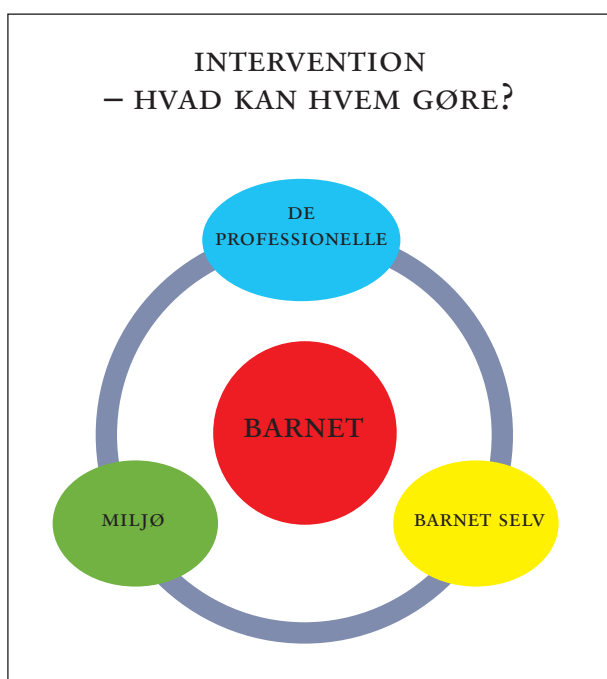 INTERVENTION
– HVAD KAN HVEM GØRE?
DE
PROFESSIONELLE
BARNET
MILJØ
BARNET SELV